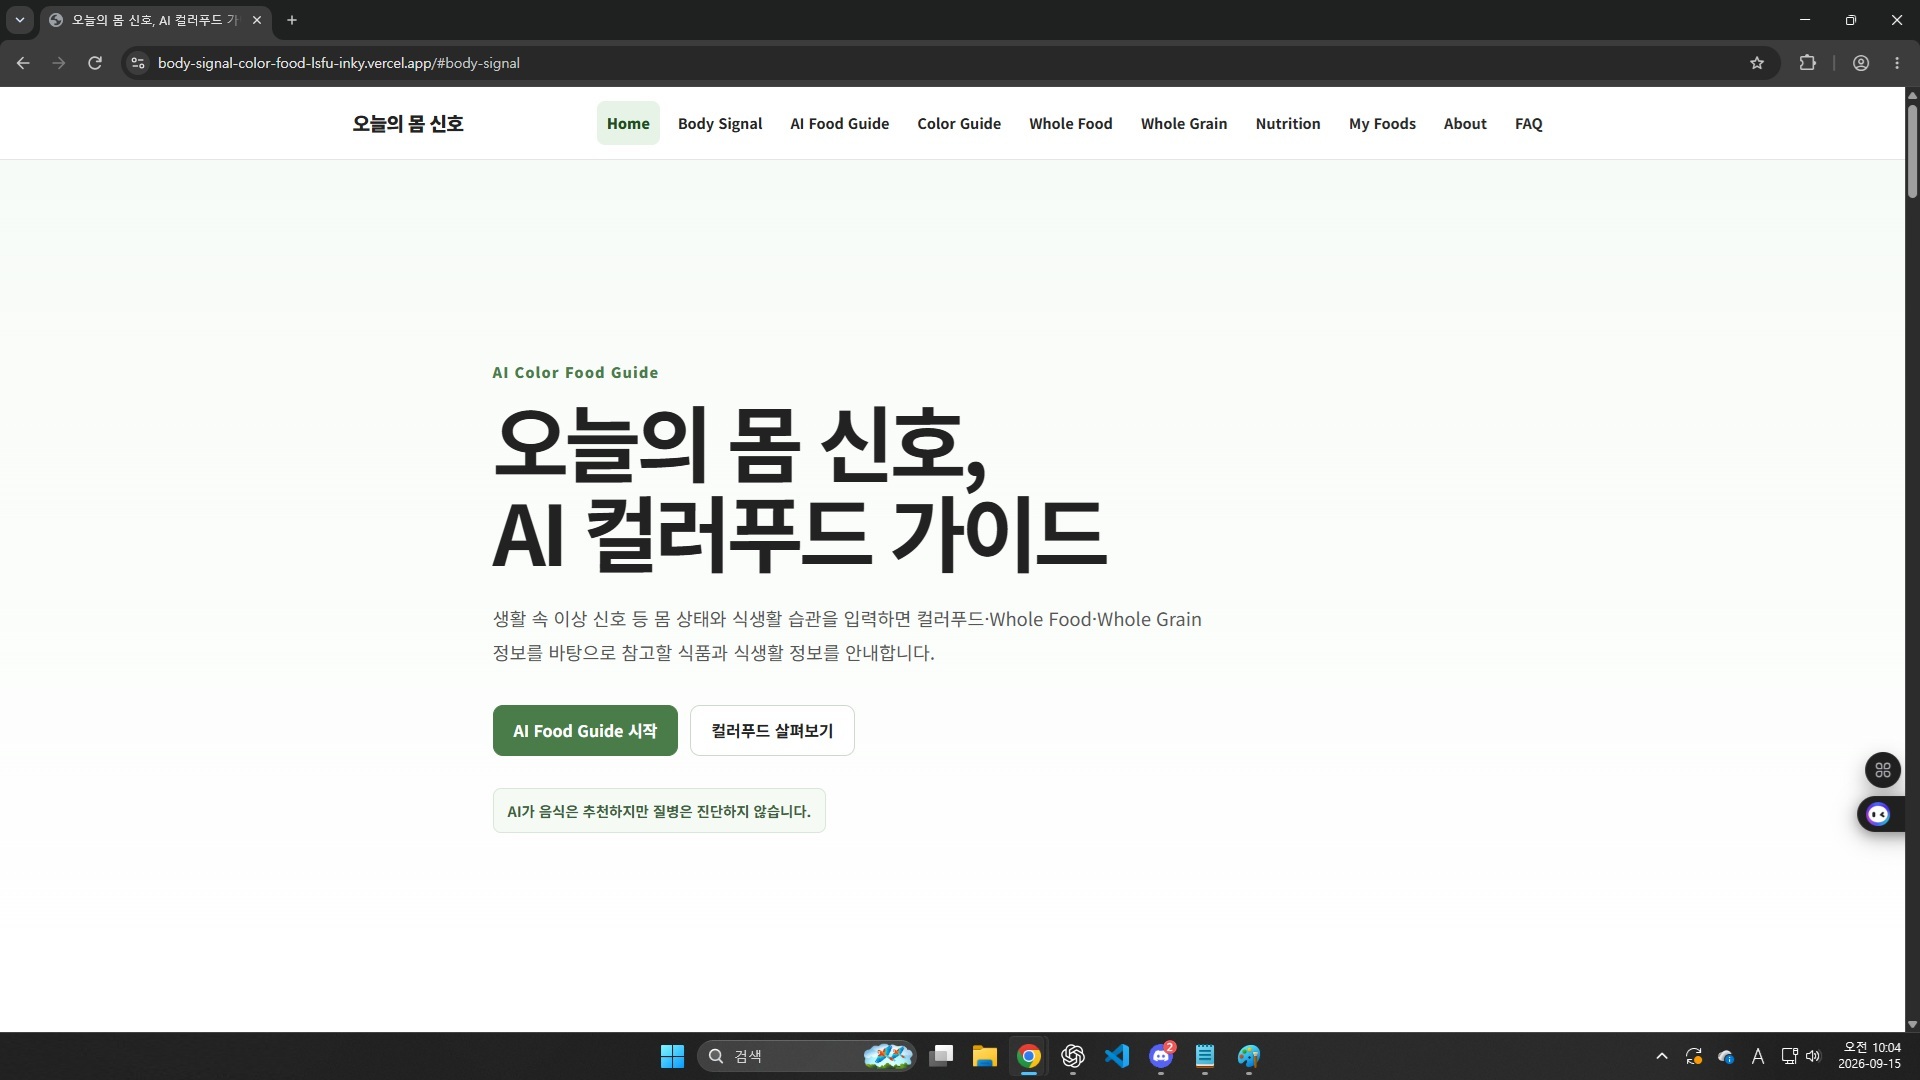 오늘의 몸 신호, AI 컬러푸드 가
body-signal-color-food-lsfu-inky.vercel.app/#body-signal
오늘의 몸 신호
Home
Body Signal
AI Food Guide
Color Guide
Whole Food
Whole Grain
Nutrition
My Foods
About
FAQ
AI Color Food Guide
오늘의 몸 신호,
AI 컬러푸드 가이드
생활 속 이상 신호 등 몸 상태와 식생활 습관을 입력하면 컬러푸드·Whole Food·Whole Grain
정보를 바탕으로 참고할 식품과 식생활 정보를 안내합니다.
AI Food Guide 시작
컬러푸드 살펴보기
AI가 음식은 추천하지만 질병은 진단하지 않습니다.
검색
2
A
오전 10:04
2026-09-15